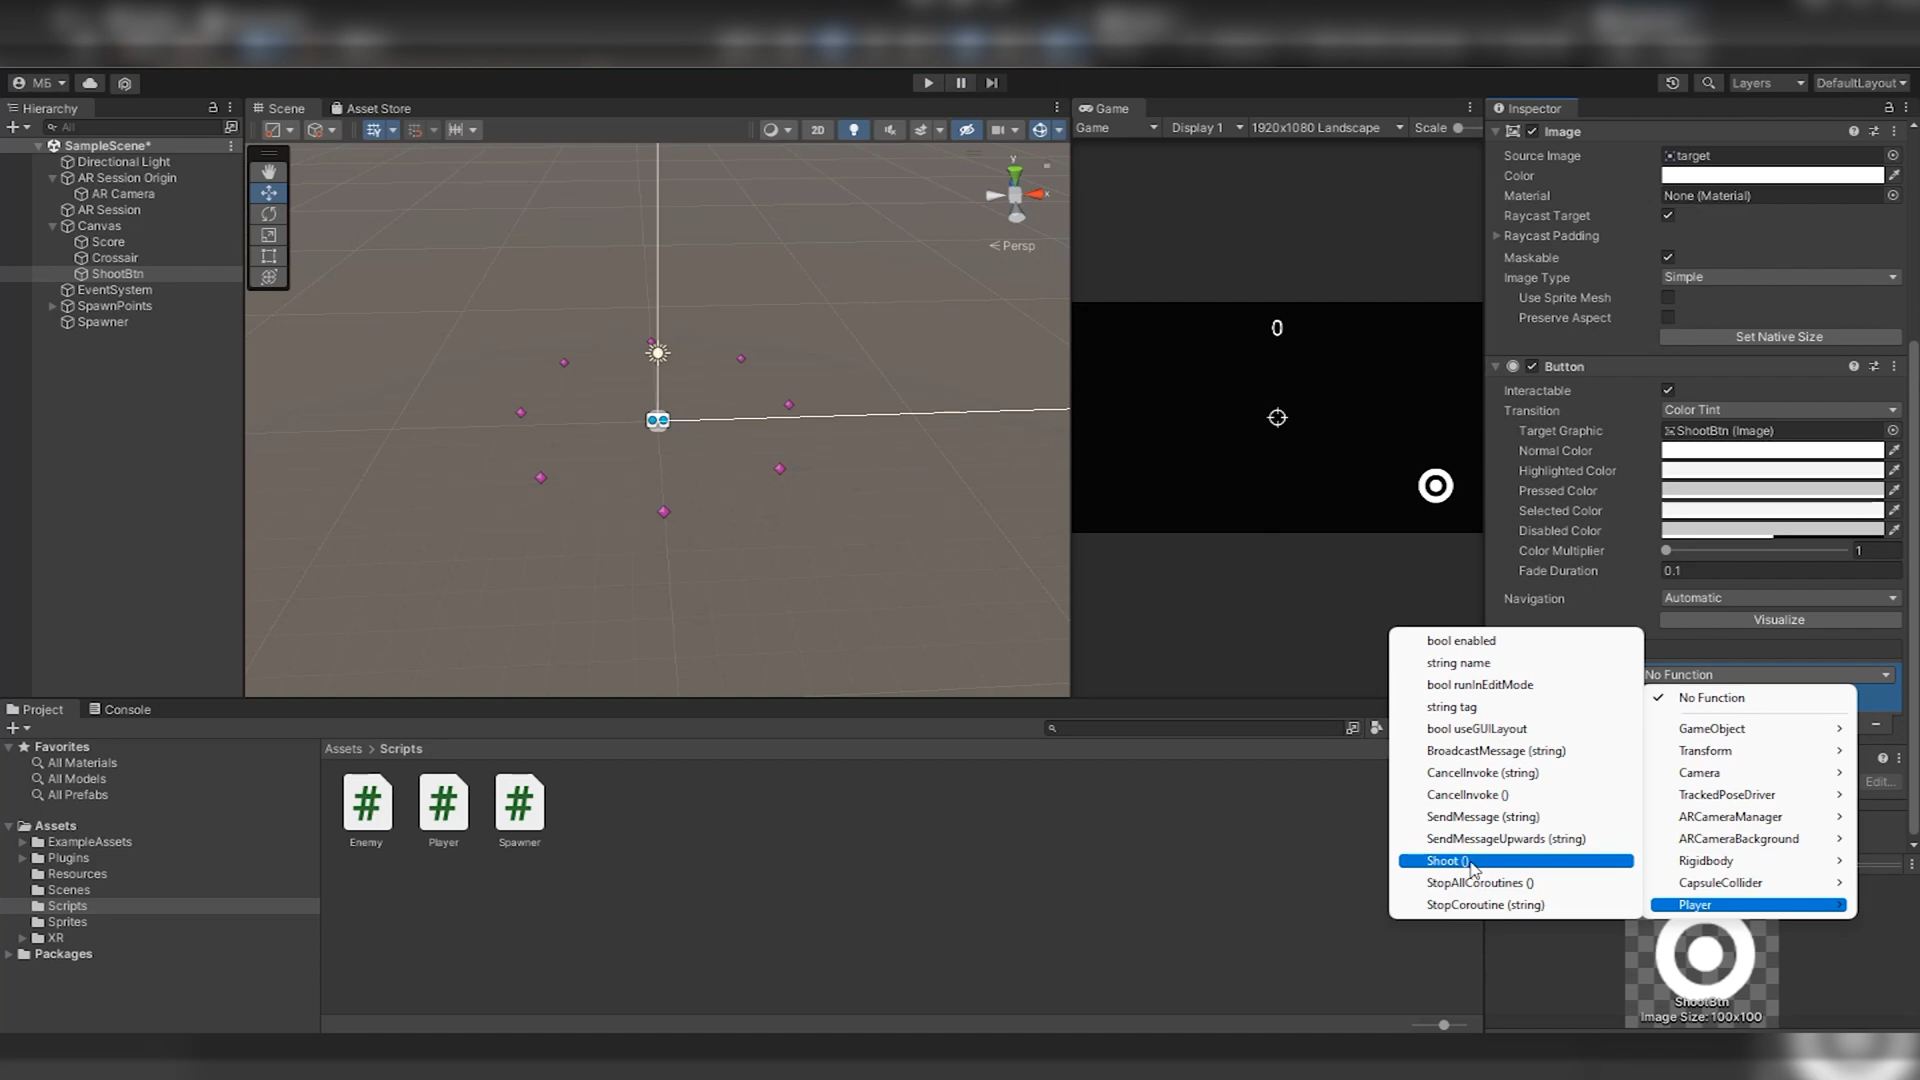 МБ
Layers
DefaultLayout
Hierarchy
All
SampleScene*
Directional Light
AR Session Origin
AR Camera
AR Session
Canvas
Score
Crossair
ShootBtn
EventSystem
SpawnPoints
Spawner
Scene
Asset Store
2D
y
x
Persp
Game
Game
Display 1
1920x1080 Landscape
Scale
0
Inspector
Image
Source Image
target
Color
Material
None (Material)
Raycast Target
Raycast Padding
Maskable
Image Type
Simple
Use Sprite Mesh
Preserve Aspect
Set Native Size
Button
Interactable
Transition
Color Tint
Target Graphic
ShootBtn (Image)
Normal Color
Highlighted Color
Pressed Color
Selected Color
Disabled Color
Color Multiplier
1
Fade Duration
0.1
Navigation
Automatic
Visualize
No Function
bool enabled
string name
bool runInEditMode
string tag
bool useGUILayout
BroadcastMessage (string)
CancelInvoke (string)
CancelInvoke ()
SendMessage (string)
SendMessageUpwards (string)
Shoot ()
StopAllCoroutines ()
StopCoroutine (string)
No Function
GameObject
Transform
Camera
TrackedPoseDriver
ARCameraManager
ARCameraBackground
Rigidbody
CapsuleCollider
Player
Edit...
ShootBtn
Image Size: 100x100
Project
Console
Favorites
All Materials
All Models
All Prefabs
Assets
ExampleAssets
Plugins
Resources
Scenes
Scripts
Sprites
XR
Packages
Assets > Scripts
# # #
Enemy Player Spawner